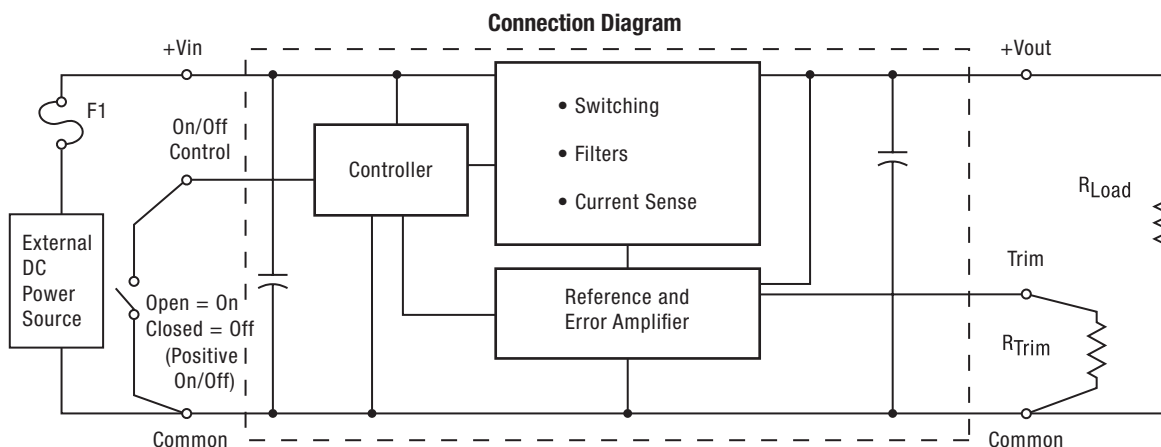 Connection Diagram
+Vin
+Vout
F1
On/Off
Control
Controller
• Switching
• Filters
• Current Sense
RLoad
External
DC
Power
Source
Open = On
Closed = Off
(Positive
On/Off)
Reference and
Error Amplifier
Trim
RTrim
Common
Common